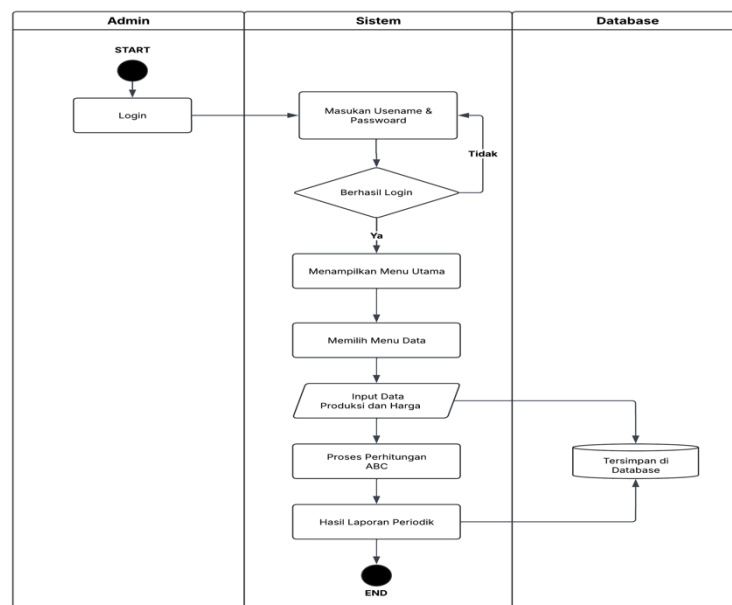 Admin
Sistem
Database
START
Login
Masukan Usename &
Passwoard
Tidak
Berhasil Login
Ya
Menampilkan Menu Utama
Memilih Menu Data
Input Data
Produksi dan Harga
Proses Perhitungan
ABC
Tersimpan di
Database
Hasil Laporan Periodik
END